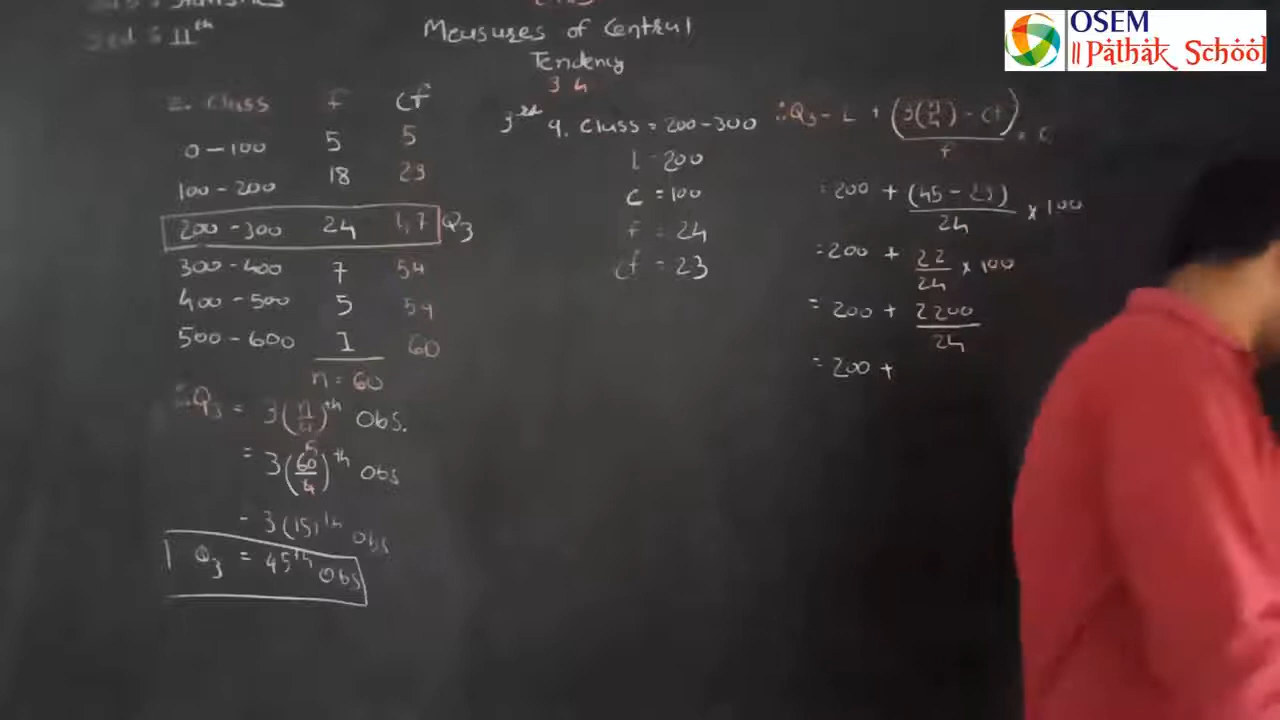 Statistics
Std : 11th
Measures of Central
Tendency
OSEM
॥Pathak School
Class f cf
0-100 5 5
100-200 18 23
200-300 24 47 Q3
300-400 7 54
400-500 5 59
500-600 1 60
n = 60
∴Q3 = 3(n/4)th Obs.
= 3(60/4)th Obs
= 3(15)th Obs
Q3 = 45th Obs
3rd q. Class = 200-300
l = 200
c = 100
f = 24
cf = 23
∴Q3 = L + (3(n/4) - cf)/f × c
= 200 + (45 - 23)/24 × 100
= 200 + 22/24 × 100
= 200 + 2200/24
= 200 +